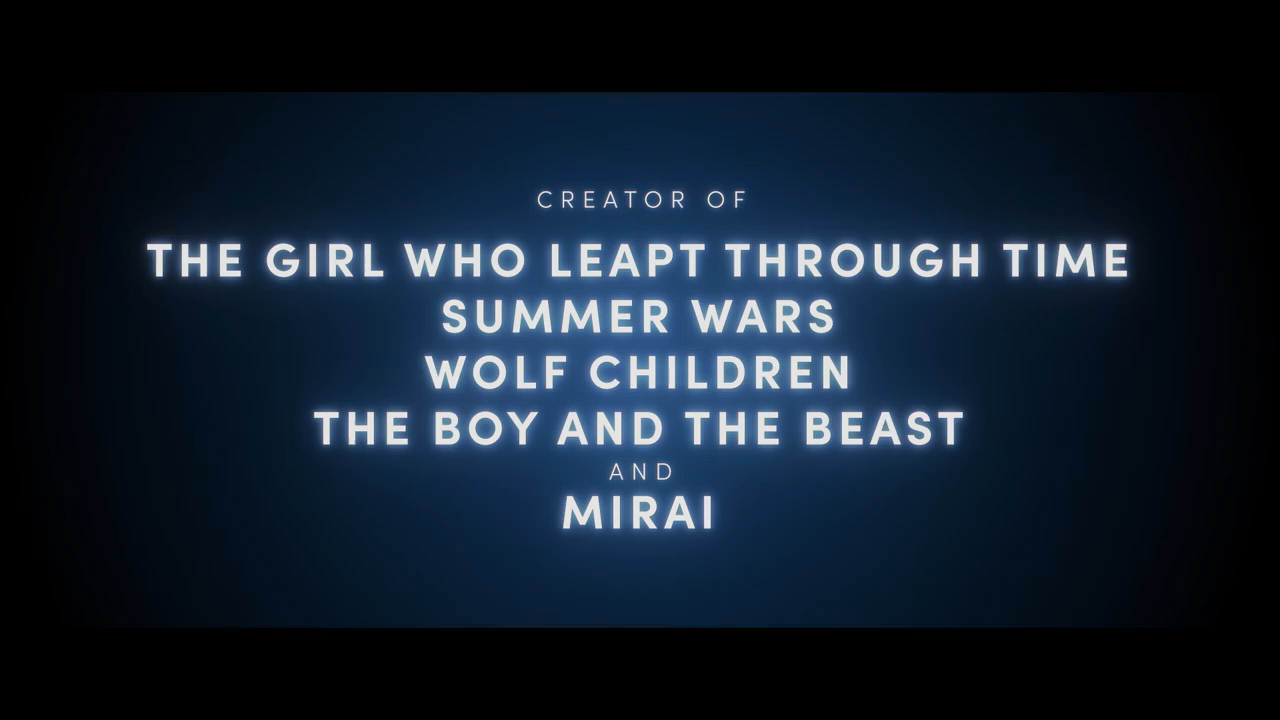 CREATOR OF
THE GIRL WHO LEAPT THROUGH TIME
SUMMER WARS
WOLF CHILDREN
THE BOY AND THE BEAST
AND
MIRAI